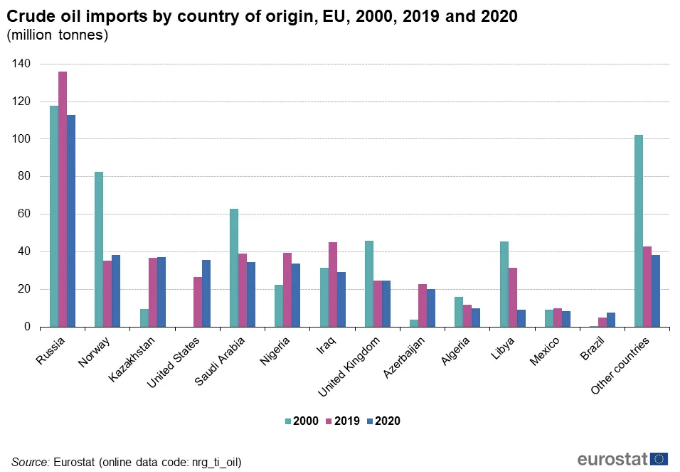 Crude oil imports by country of origin, EU, 2000, 2019 and 2020
(million tonnes)
140
120
100
80
60
40
20
0
Russia
Norway
Kazakhstan
United States
Saudi Arabia
Nigeria
Iraq
United Kingdom
Azerbaijan
Algeria
Libya
Mexico
Brazil
Other countries
2000 2019 2020
Source: Eurostat (online data code: nrg_ti_oil)
eurostat